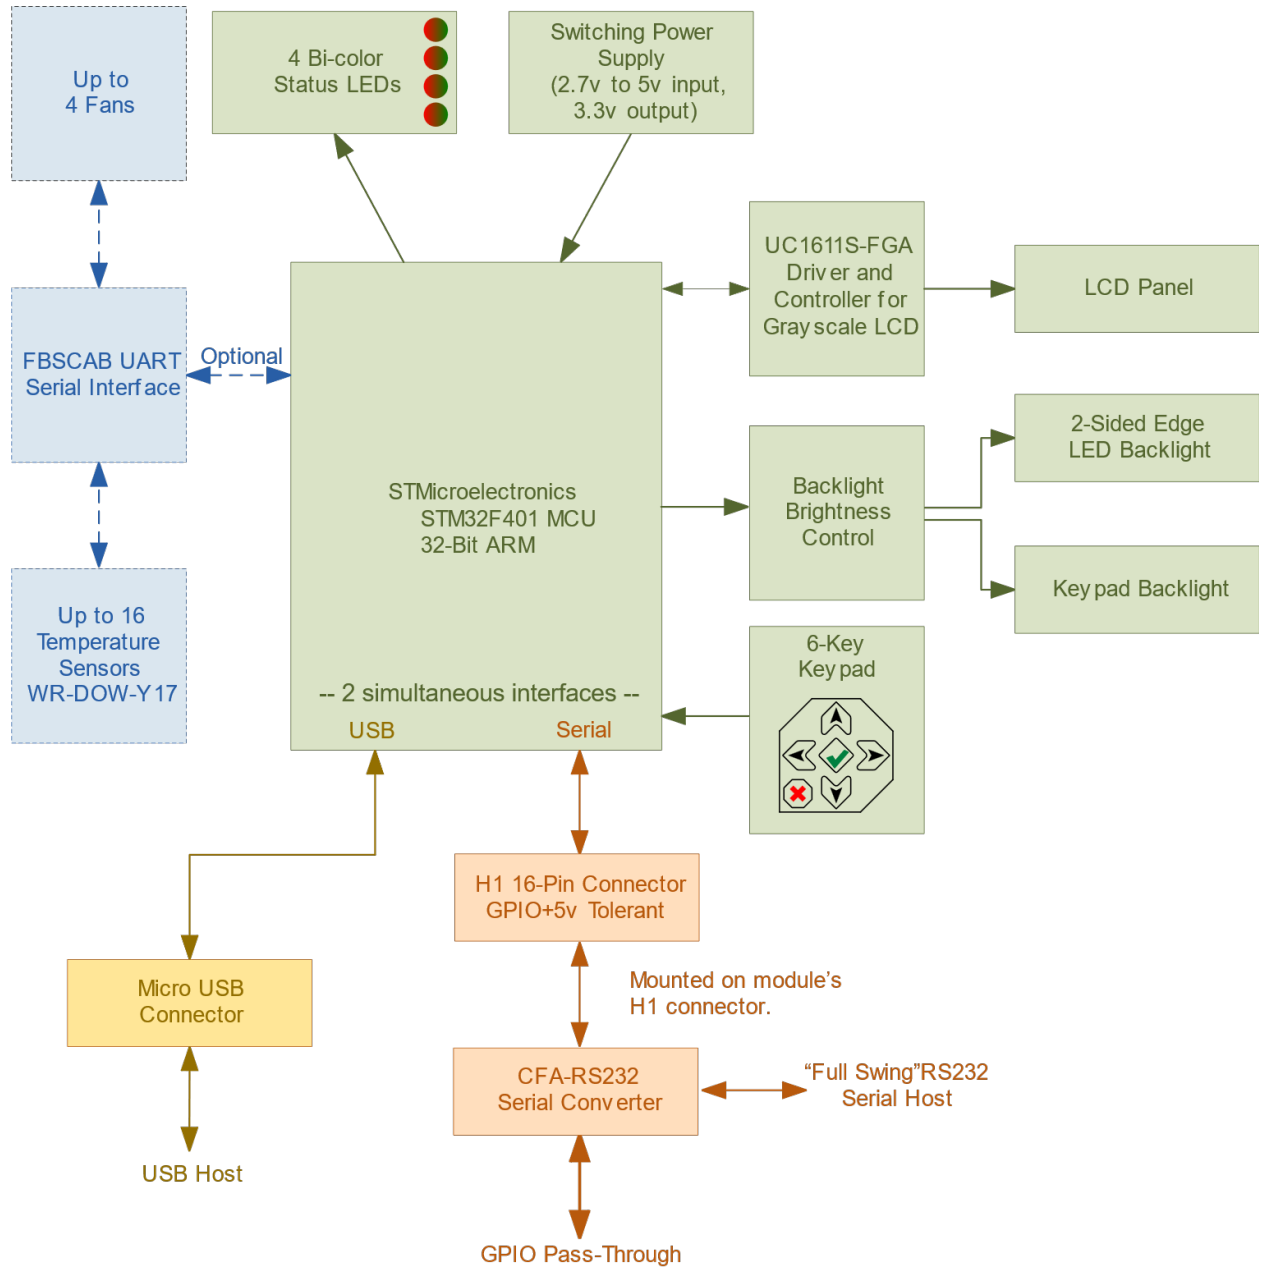 Up to
4 Fans
4 Bi-color
Status LEDs
Switching Power
Supply
(2.7v to 5v input,
3.3v output)
UC1611S-FGA
Driver and
Controller for
Grayscale LCD
LCD Panel
FBSCAB UART
Serial Interface
Optional
2-Sided Edge
LED Backlight
STMicroelectronics
STM32F401 MCU
32-Bit ARM
Backlight
Brightness
Control
Keypad Backlight
Up to 16
Temperature
Sensors
WR-DOW-Y17
6-Key
Keypad
-- 2 simultaneous interfaces --
USB
Serial
H1 16-Pin Connector
GPIO+5v Tolerant
Micro USB
Connector
Mounted on module’s
H1 connector.
CFA-RS232
Serial Converter
“Full Swing”RS232
Serial Host
USB Host
GPIO Pass-Through